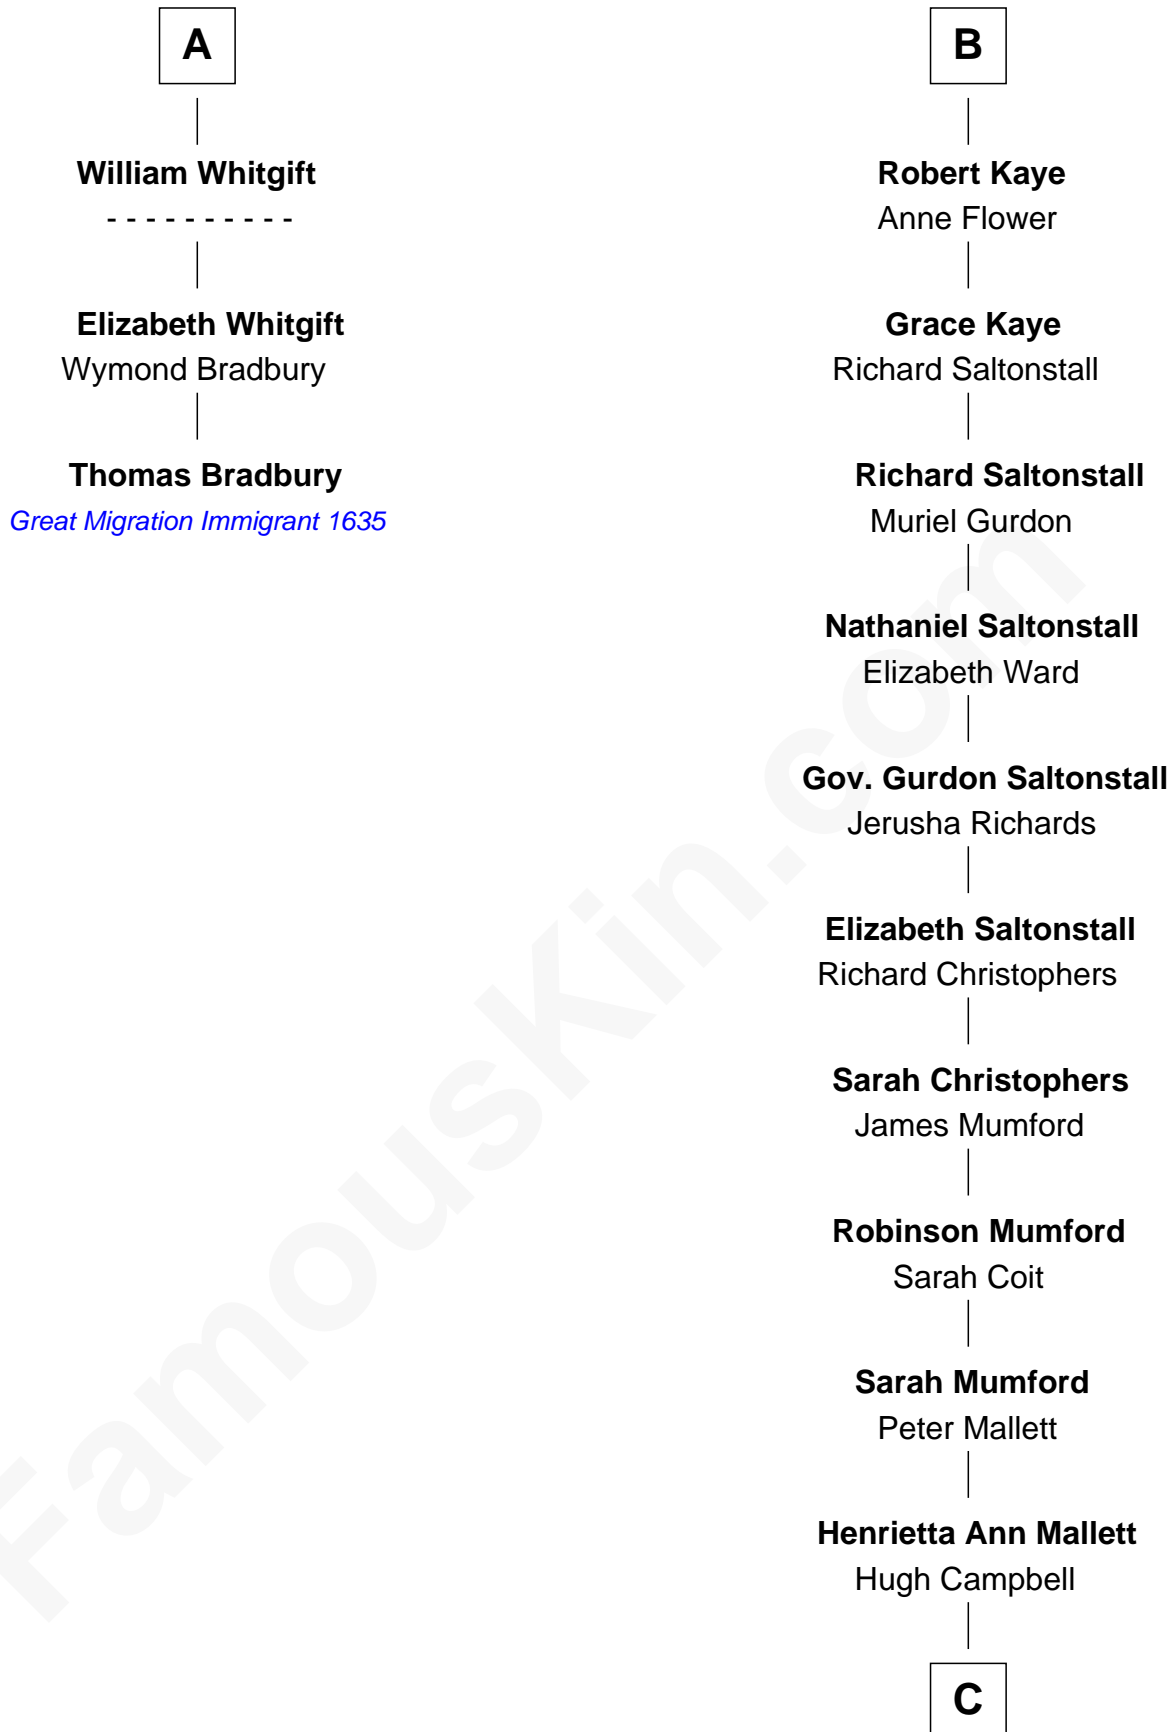 A
William Whitgift
- - - - - - - - - -
Elizabeth Whitgift
Wymond Bradbury
Thomas Bradbury
Great Migration Immigrant 1635
B
Robert Kaye
Anne Flower
Grace Kaye
Richard Saltonstall
Richard Saltonstall
Muriel Gurdon
Nathaniel Saltonstall
Elizabeth Ward
Gov. Gurdon Saltonstall
Jerusha Richards
Elizabeth Saltonstall
Richard Christophers
Sarah Christophers
James Mumford
Robinson Mumford
Sarah Coit
Sarah Mumford
Peter Mallett
Henrietta Ann Mallett
Hugh Campbell
C
FamousKin.com